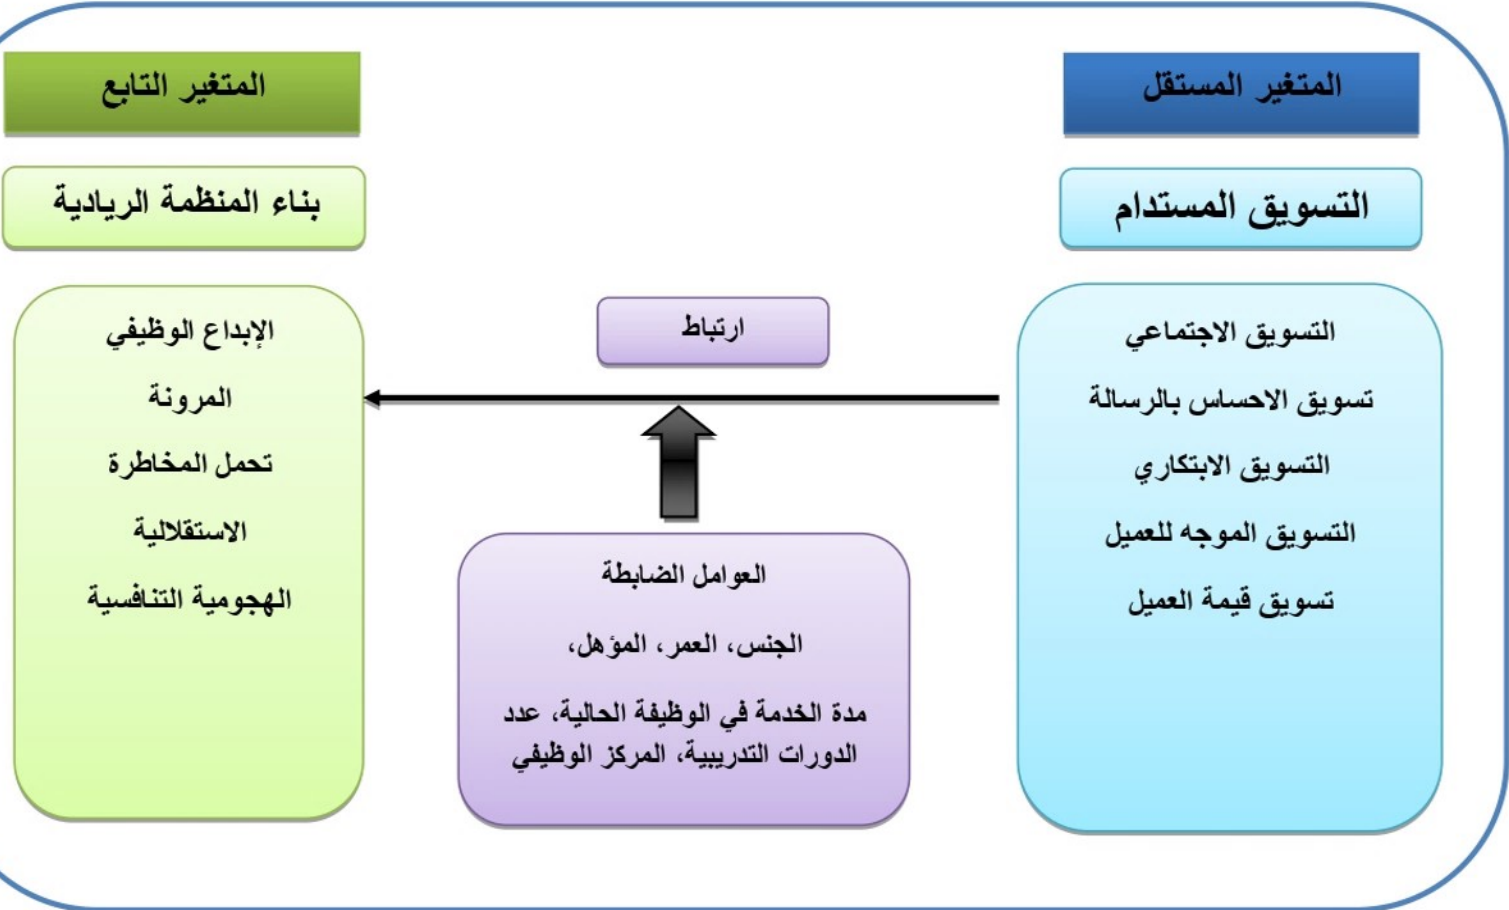 المتغير المستقل
التسويق المستدام
التسويق الاجتماعي
تسويق الاحساس بالرسالة
التسويق الابتكاري
التسويق الموجه للعميل
تسويق قيمة العميل
ارتباط
العوامل الضابطة
الجنس، العمر، المؤهل،
مدة الخدمة في الوظيفة الحالية، عدد
الدورات التدريبية، المركز الوظيفي
المتغير التابع
بناء المنظمة الريادية
الإبداع الوظيفي
المرونة
تحمل المخاطرة
الاستقلالية
الهجومية التنافسية